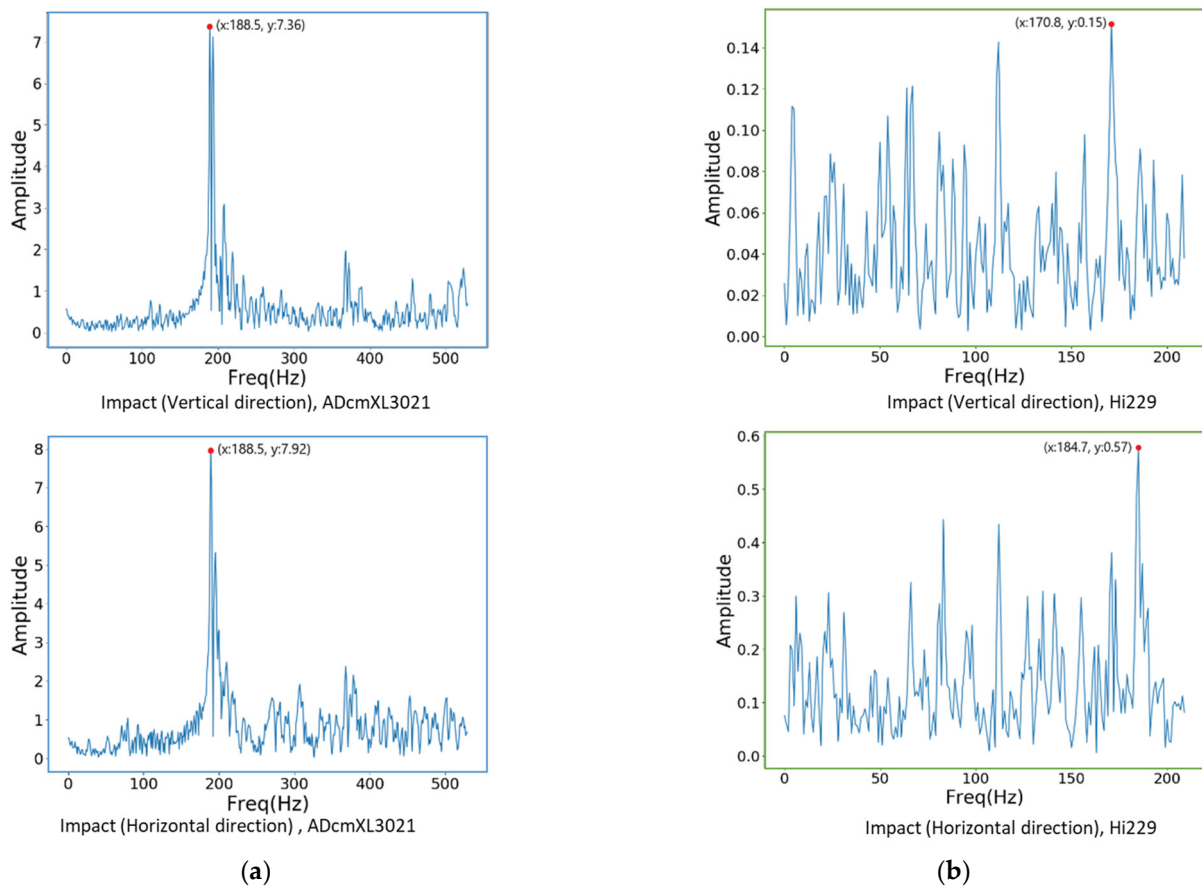 (x:188.5, y:7.36)
7
6
5
4
3
2
1
0
Amplitude
0 100 200 300 400 500
Freq(Hz)
Impact (Vertical direction), ADcmXL3021
(x:170.8, y:0.15)
0.14
0.12
0.10
0.08
0.06
0.04
0.02
0.00
Amplitude
0 50 100 150 200
Freq(Hz)
Impact (Vertical direction), Hi229
(x:188.5, y:7.92)
8
7
6
5
4
3
2
1
0
Amplitude
0 100 200 300 400 500
Freq(Hz)
Impact (Horizontal direction) , ADcmXL3021
(x:184.7, y:0.57)
0.6
0.5
0.4
0.3
0.2
0.1
0.0
Amplitude
0 50 100 150 200
Freq(Hz)
Impact (Horizontal direction), Hi229
(a)
(b)